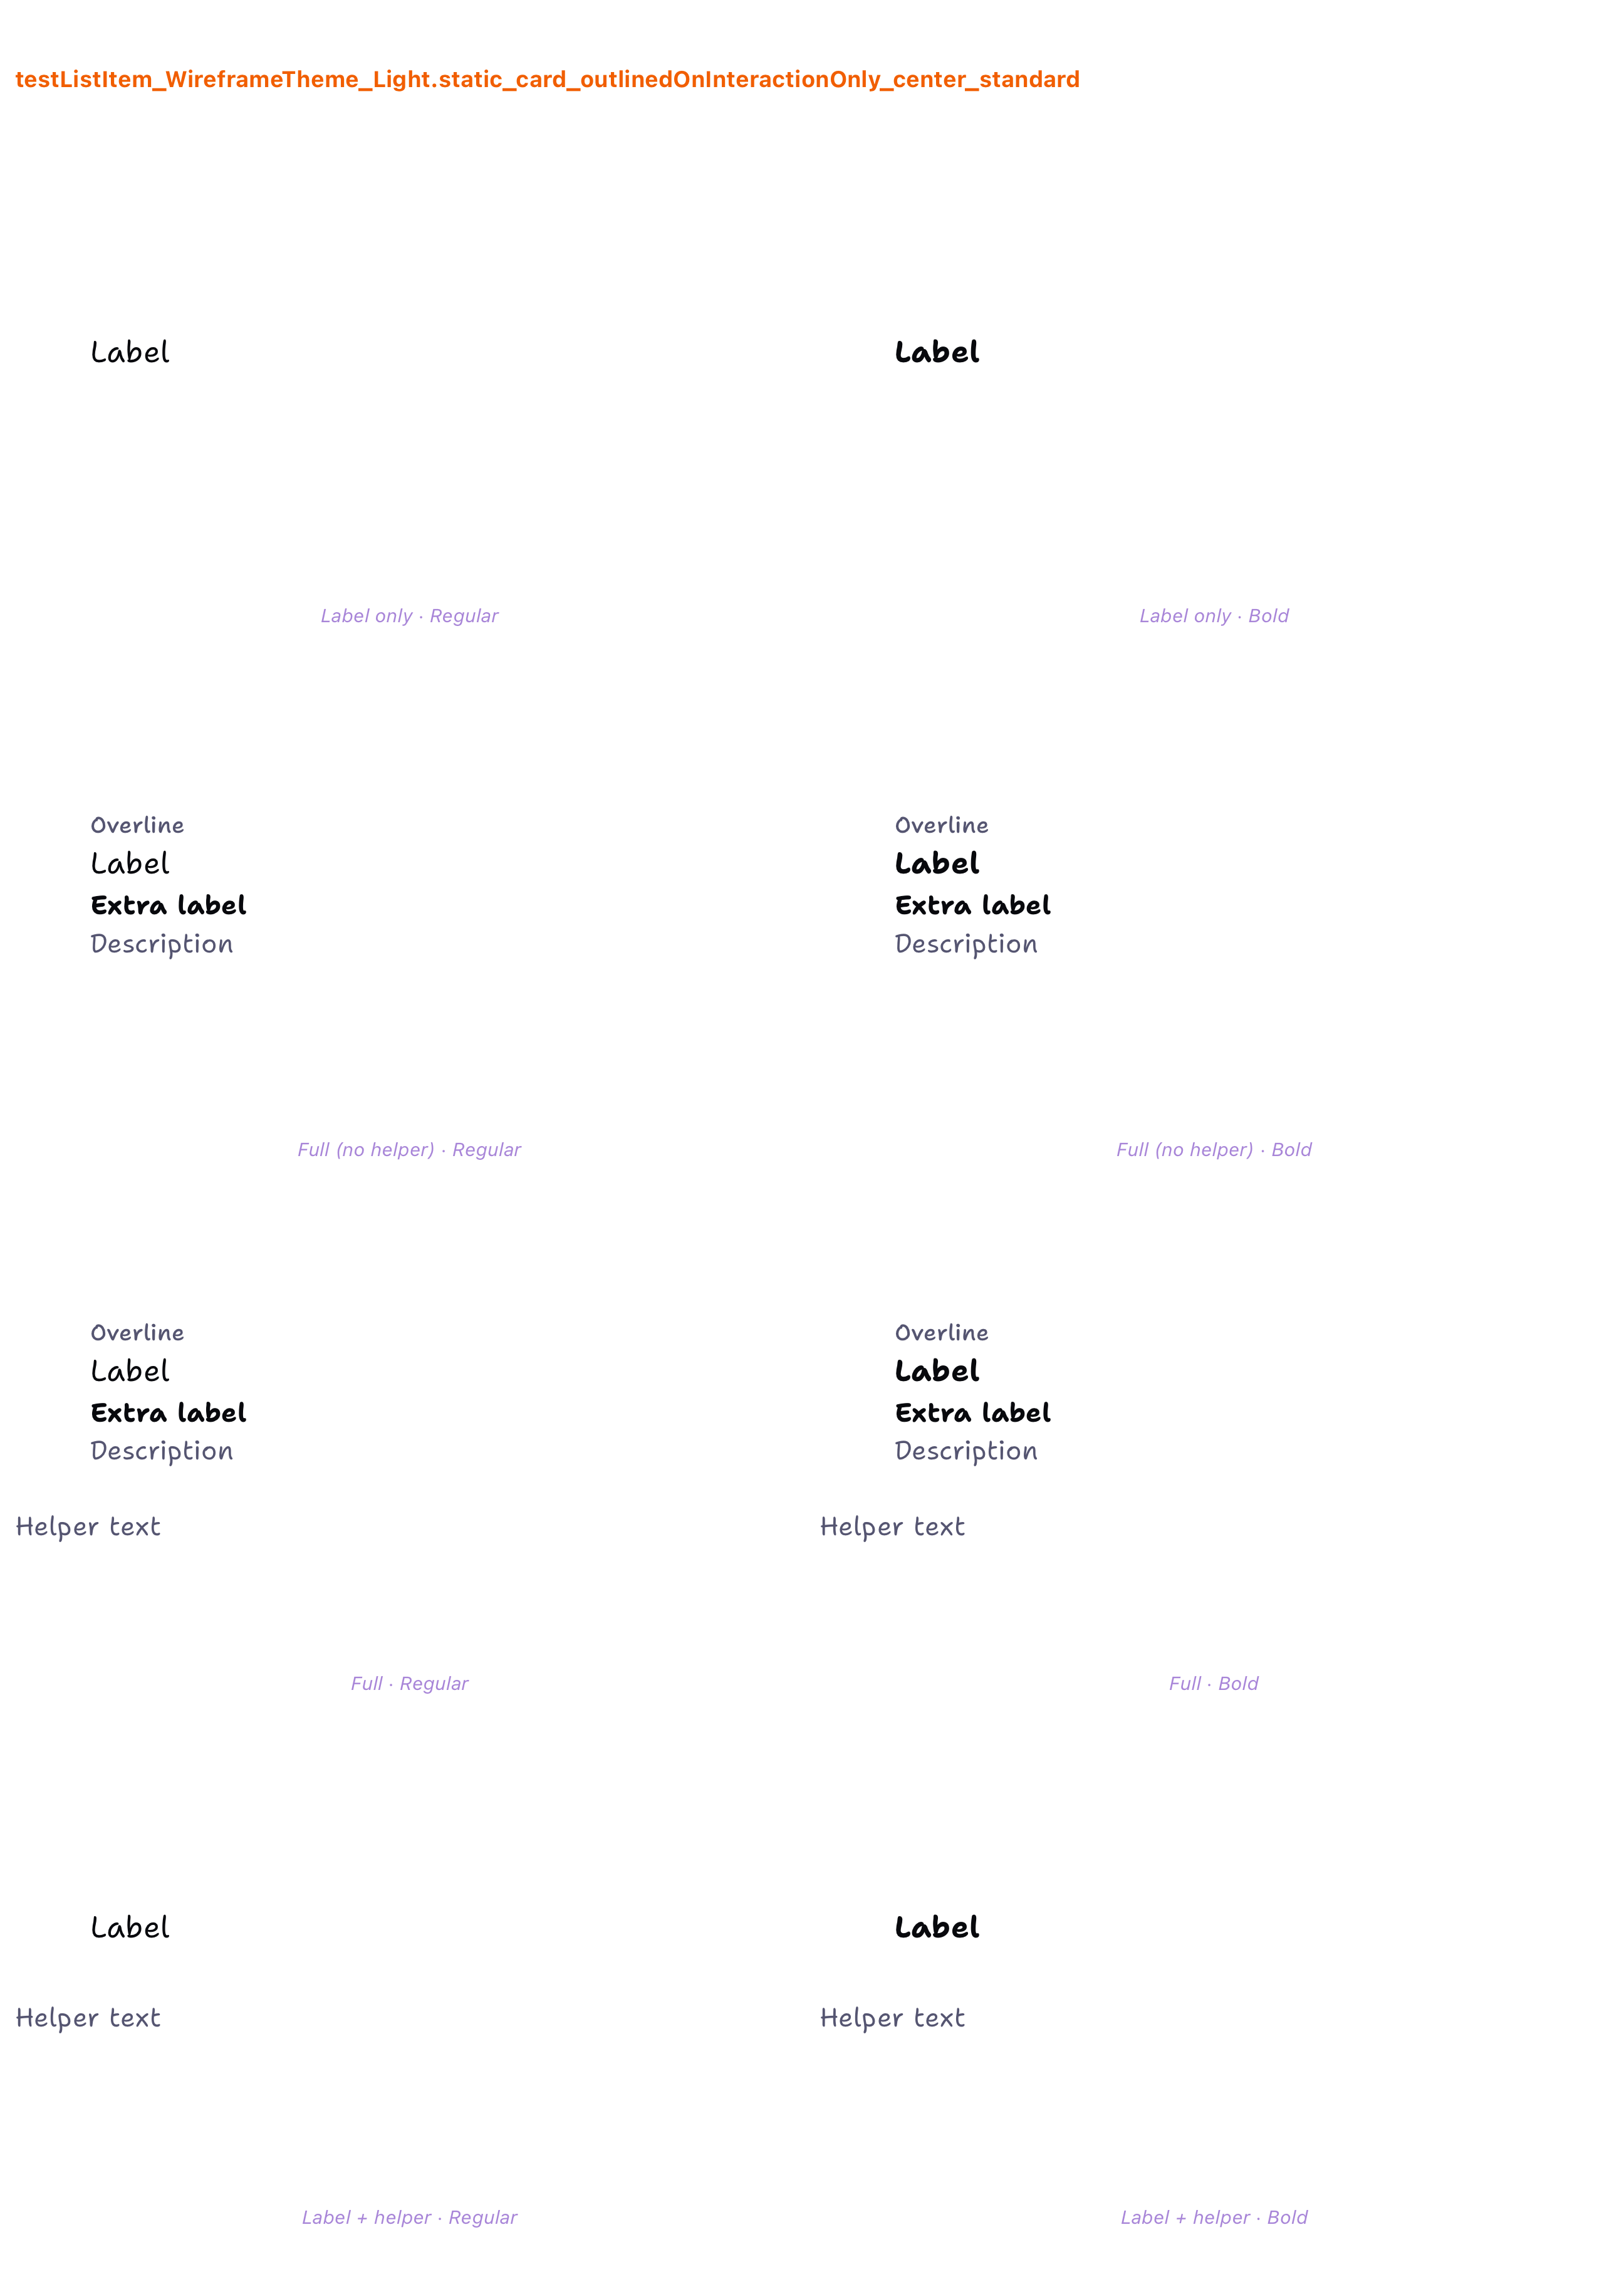 testListItem_WireframeTheme_Light.static_card_outlinedOnInteractionOnly_center_standard
Label
Label
Label only · Regular
Label only · Bold
Overline
Label
Extra label
Description
Overline
Label
Extra label
Description
Full (no helper) · Regular
Full (no helper) · Bold
Overline
Label
Extra label
Description
Helper text
Overline
Label
Extra label
Description
Helper text
Full · Regular
Full · Bold
Label
Helper text
Label
Helper text
Label + helper · Regular
Label + helper · Bold